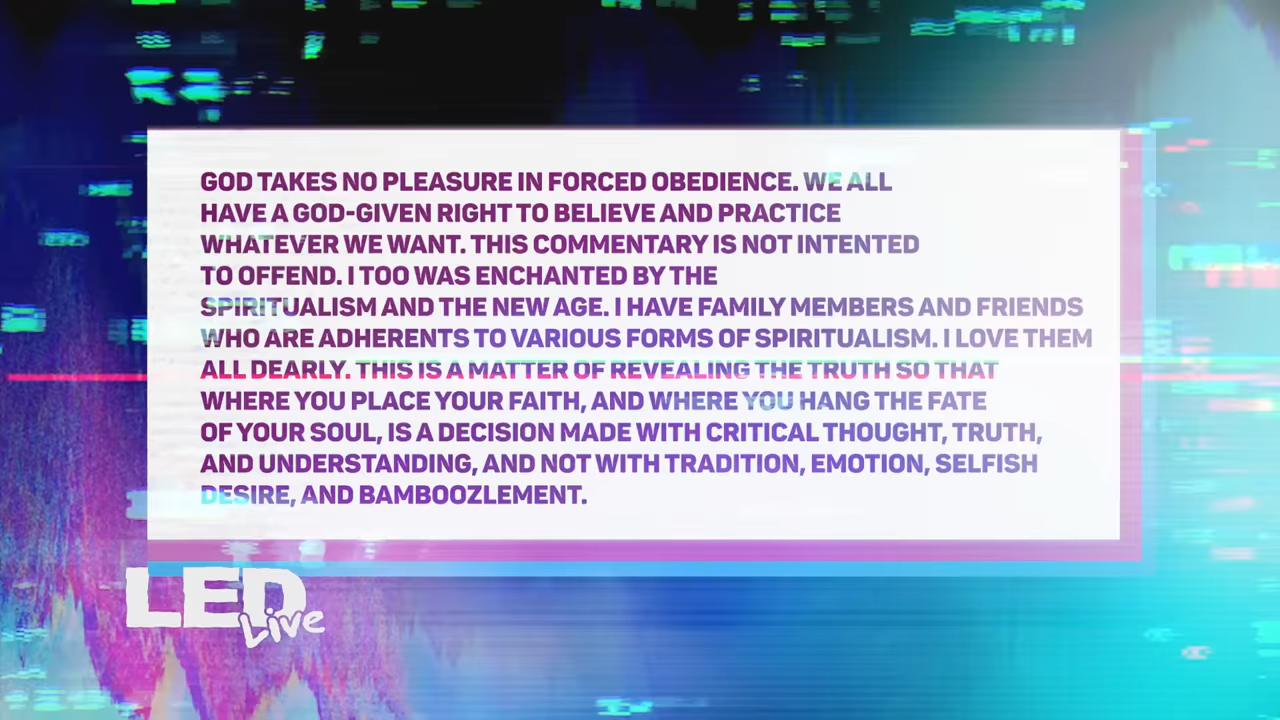 GOD TAKES NO PLEASURE IN FORCED OBEDIENCE. WE ALL
HAVE A GOD-GIVEN RIGHT TO BELIEVE AND PRACTICE
WHATEVER WE WANT. THIS COMMENTARY IS NOT INTENTED
TO OFFEND. I TOO WAS ENCHANTED BY THE
SPIRITUALISM AND THE NEW AGE. I HAVE FAMILY MEMBERS AND FRIENDS
WHO ARE ADHERENTS TO VARIOUS FORMS OF SPIRITUALISM. I LOVE THEM
ALL DEARLY. THIS IS A MATTER OF REVEALING THE TRUTH SO THAT
WHERE YOU PLACE YOUR FAITH, AND WHERE YOU HANG THE FATE
OF YOUR SOUL, IS A DECISION MADE WITH CRITICAL THOUGHT, TRUTH,
AND UNDERSTANDING, AND NOT WITH TRADITION, EMOTION, SELFISH
DESIRE, AND BAMBOOZLEMENT.
LED
Live